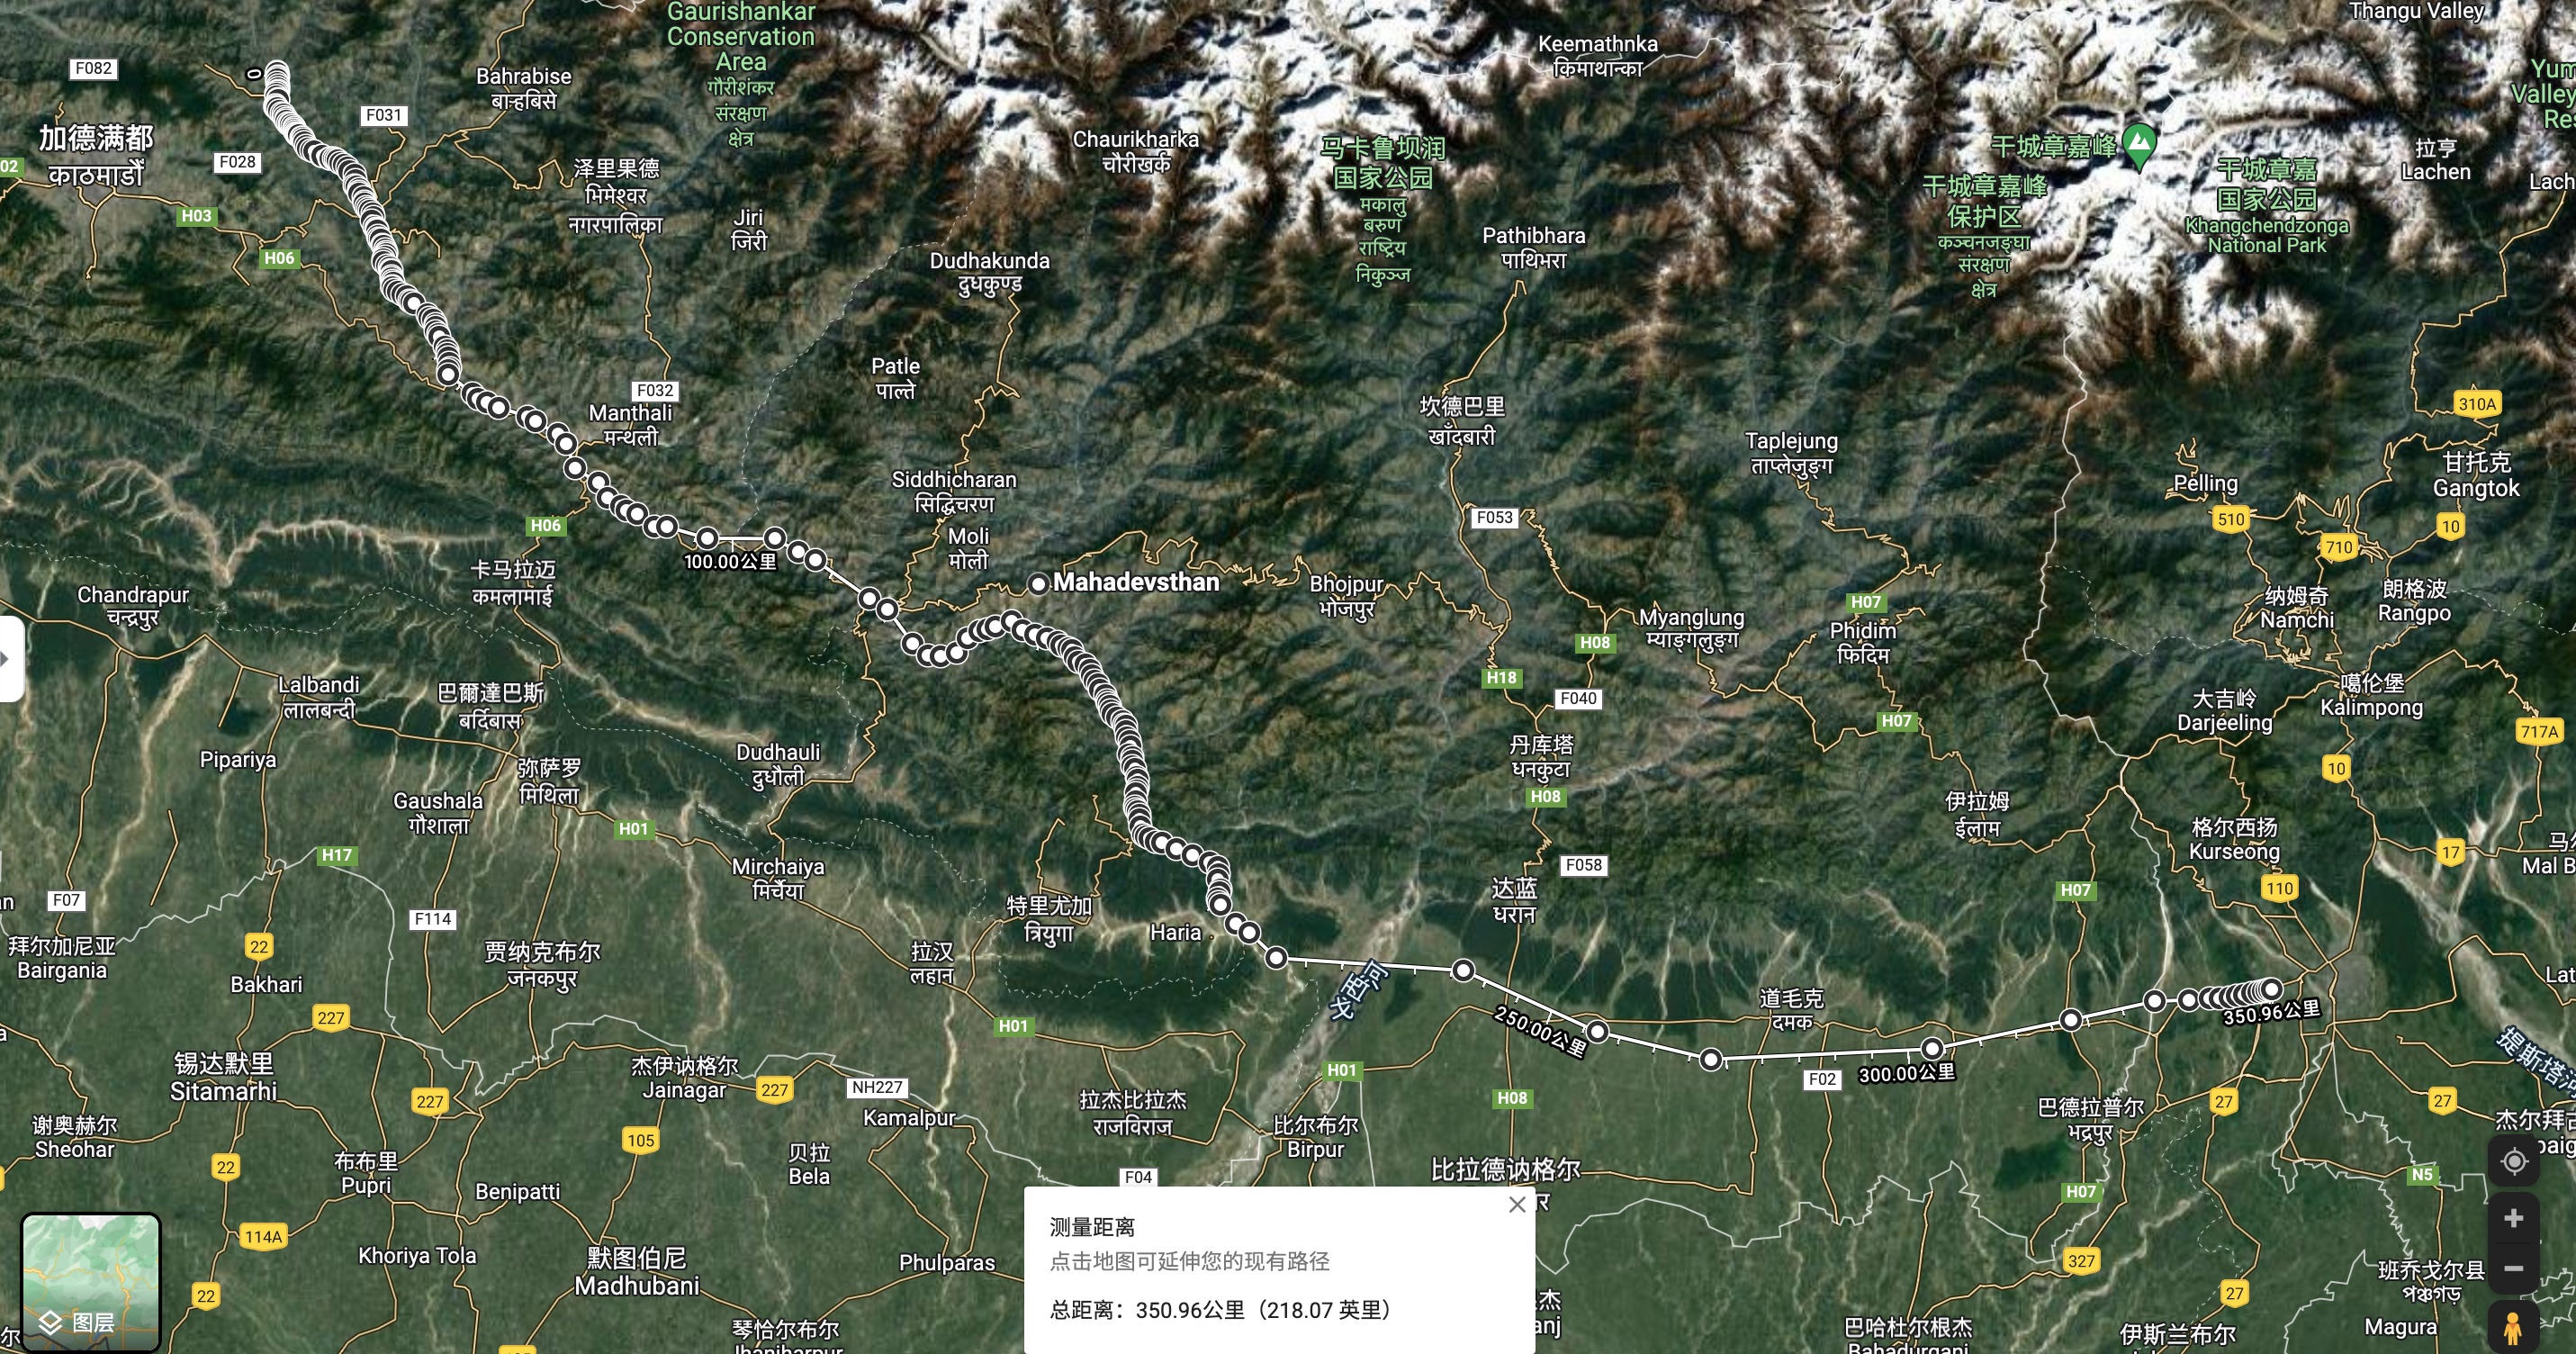 Gaurishankar
Conservation
Area
गौरीशंकर
संरक्षण
क्षेत्र
Thangu Valley
Keemathnka
किमाथान्का
F082
0
Bahrabise
बाऱ्हबिसे
F031
加德满都
काठमाडौं
F028
02
H03
H06
泽里果德
भिमेश्वर
नगरपालिका
Jiri
जिरी
Chaurikharka
चौरीखर्क
马卡鲁坝润
国家公园
मकालु
बरुण
राष्ट्रिय
निकुञ्ज
Pathibhara
पाथिभरा
Dudhakunda
दुधकुण्ड
干城章嘉峰
干城章嘉峰
保护区
कञ्चनजङ्घा
संरक्षण
क्षेत्र
干城章嘉
国家公园
Khangchendzonga
National Park
拉亨
Lachen
Patle
पाल्ते
F032
Manthali
मन्थली
坎德巴里
खाँदबारी
310A
Taplejung
ताप्लेजुङ्ग
甘托克
Gangtok
Pelling
510
10
710
Siddhicharan
सिद्धिचरण
F053
H06
Moli
मोली
100.00公里
Mahadevsthan
Bhojpur
भोजपुर
卡马拉迈
कमलामाई
Chandrapur
चन्द्रपुर
H07
纳姆奇
Namchi
朗格波
Rangpo
Myanglung
म्याङ्गलुङ्ग
Phidim
फिदिम
H08
H18
F040
H07
Lalbandi
लालबन्दी
巴爾達巴斯
बर्दिबास
噶伦堡
Kalimpong
大吉岭
Darjeeling
717A
Pipariya
Dudhauli
दुधौली
丹库塔
धनकुटा
10
弥萨罗
मिथिला
H08
Gaushala
गौशाला
H01
伊拉姆
ईलाम
格尔西扬
Kurseong
17
H17
Mirchaiya
मिर्चैया
F058
110
H07
F07
F114
达蓝
धरान
特里尤加
त्रियुगा
Haria
拜尔加尼亚
Bairgania
22
贾纳克布尔
जनकपुर
拉汉
लहान
Bakhari
戈西河
250.00公里
道毛克
दमक
350.96公里
227
H01
锡达默里
Sitamarhi
杰伊讷格尔
Jainagar
227
NH227
H01
F02
300.00公里
227
H08
27
27
谢奥赫尔
Sheohar
Kamalpur
拉杰比拉杰
राजविराज
比尔布尔
Birpur
巴德拉普尔
भद्रपुर
105
22
布布里
Pupri
贝拉
Bela
F04
比拉德讷格尔
N5
Benipatti
H07
114A
Khoriya Tola
默图伯尼
Madhubani
Phulparas
测量距离
点击地图可延伸您的现有路径
总距离：350.96公里（218.07 英里）
327
班乔戈尔县
পঞ্চগড়
22
27
图层
琴恰尔布尔
Jhanjharpur
巴哈杜尔根杰
Bahadurganj
伊斯兰布尔
Magura